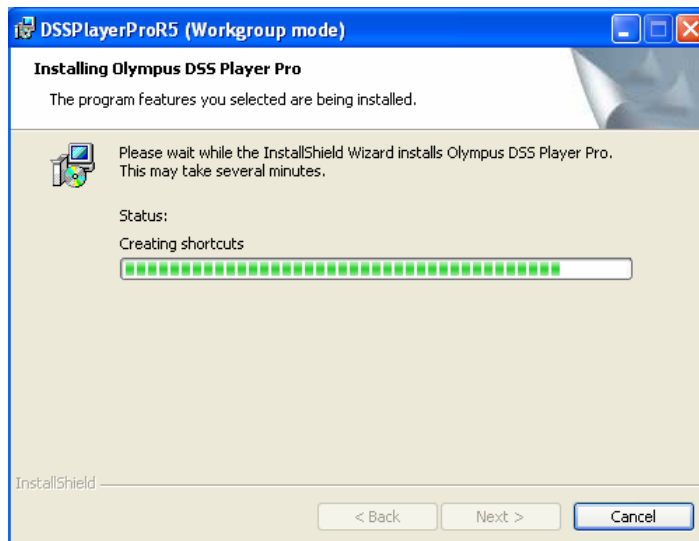 DSSPlayerProR5 (Workgroup mode)
Installing Olympus DSS Player Pro
The program features you selected are being installed.
Please wait while the InstallShield Wizard installs Olympus DSS Player Pro.
This may take several minutes.
Status:
Creating shortcuts
InstallShield
< Back
Next >
Cancel